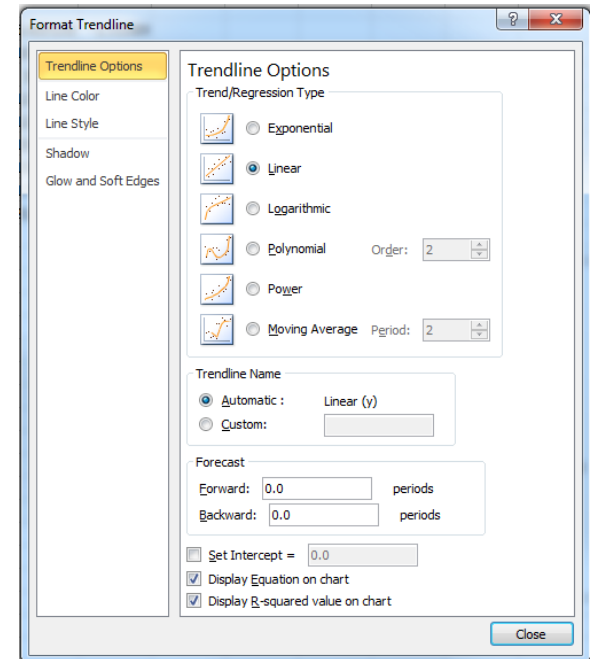 Format Trendline
?
Trendline Options
Line Color
Line Style
Shadow
Glow and Soft Edges
Trendline Options
Trend/Regression Type
Exponential
Linear
Logarithmic
Polynomial Order: 2
Power
Moving Average Period: 2
Trendline Name
Automatic : Linear (y)
Custom:
Forecast
Forward: 0.0 periods
Backward: 0.0 periods
Set Intercept = 0.0
Display Equation on chart
Display R-squared value on chart
Close